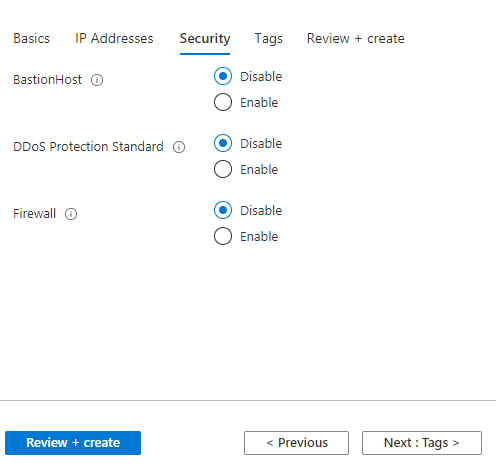 Basics IP Addresses Security Tags Review + create
BastionHost Disable
Enable
DDoS Protection Standard Disable
Enable
Firewall Disable
Enable
Review + create < Previous Next : Tags >